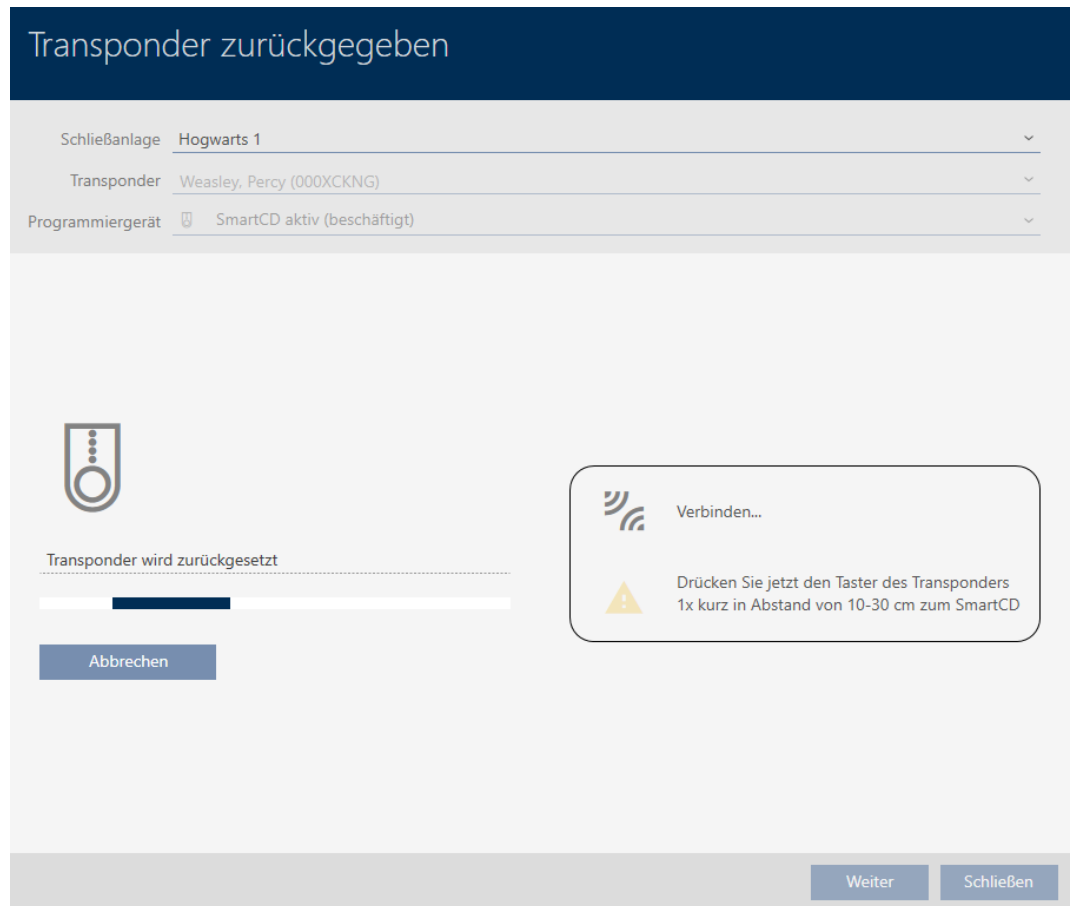 Transponder zurückgegeben
Schließanlage Hogwarts 1
Transponder Weasley, Percy (000XCKNG)
Programmiergerät SmartCD aktiv (beschäftigt)
Verbinden...
Transponder wird zurückgesetzt
Drücken Sie jetzt den Taster des Transponders
1x kurz in Abstand von 10-30 cm zum SmartCD
Abbrechen
Weiter Schließen